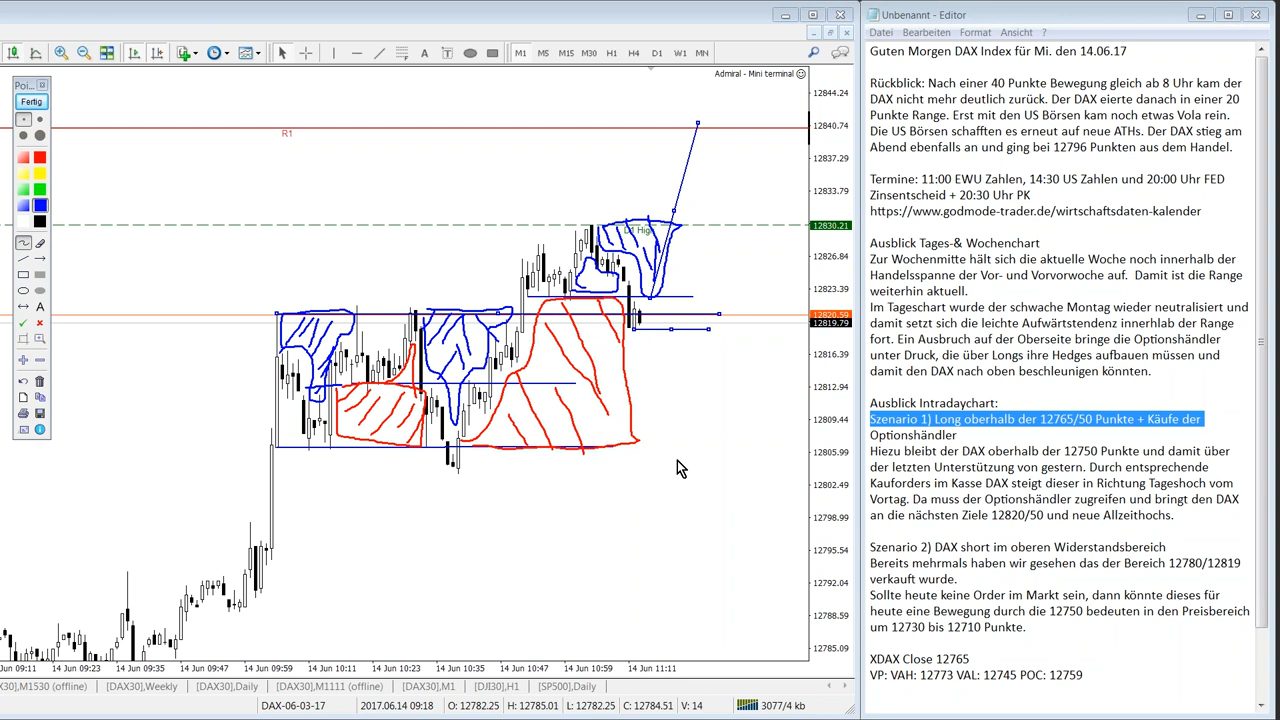 Unbenannt - Editor
Datei Bearbeiten Format Ansicht ?
A T M1 M5 M15 M30 H1 H4 D1 W1 MN
Poi...
Fertig
A
Admiral - Mini terminal
R1
D1 High
12844.24
12840.74
12837.29
12833.79
12830.21
12826.84
12823.39
12820.59
12819.79
12816.39
12812.94
12809.44
12805.99
12802.49
12798.99
12795.54
12792.04
12788.59
12785.09
Jun 09:11 14 Jun 09:23 14 Jun 09:35 14 Jun 09:47 14 Jun 09:59 14 Jun 10:11 14 Jun 10:23 14 Jun 10:35 14 Jun 10:47 14 Jun 10:59 14 Jun 11:11
[DAX30],M1530 (offline) [DAX30],Weekly [DAX30],Daily [DAX30],M1111 (offline) [DAX30],M1 [DJI30],H1 [SP500],Daily
DAX-06-03-17 2017.06.14 09:18 O: 12782.25 H: 12785.01 L: 12782.25 C: 12784.51 V: 14 3077/4 kb
Guten Morgen DAX Index für Mi. den 14.06.17
Rückblick: Nach einer 40 Punkte Bewegung gleich ab 8 Uhr kam der
DAX nicht mehr deutlich zurück. Der DAX eierte danach in einer 20
Punkte Range. Erst mit den US Börsen kam noch etwas Vola rein.
Die US Börsen schafften es erneut auf neue ATHs. Der DAX stieg am
Abend ebenfalls an und ging bei 12796 Punkten aus dem Handel.
Termine: 11:00 EWU Zahlen, 14:30 US Zahlen und 20:00 Uhr FED
Zinsentscheid + 20:30 Uhr PK
https://www.godmode-trader.de/wirtschaftsdaten-kalender
Ausblick Tages-& Wochenchart
Zur Wochenmitte hält sich die aktuelle Woche noch innerhalb der
Handelsspanne der Vor- und Vorvorwoche auf. Damit ist die Range
weiterhin aktuell.
Im Tageschart wurde der schwache Montag wieder neutralisiert und
damit setzt sich die leichte Aufwärtstendenz innerhlab der Range
fort. Ein Ausbruch auf der Oberseite bringe die Optionshändler
unter Druck, die über Longs ihre Hedges aufbauen müssen und
damit den DAX nach oben beschleunigen könnten.
Ausblick Intradaychart:
Szenario 1) Long oberhalb der 12765/50 Punkte + Käufe der
Optionshändler
Hiezu bleibt der DAX oberhalb der 12750 Punkte und damit über
der letzten Unterstützung von gestern. Durch entsprechende
Kauforders im Kasse DAX steigt dieser in Richtung Tageshoch vom
Vortag. Da muss der Optionshändler zugreifen und bringt den DAX
an die nächsten Ziele 12820/50 und neue Allzeithochs.
Szenario 2) DAX short im oberen Widerstandsbereich
Bereits mehrmals haben wir gesehen das der Bereich 12780/12819
verkauft wurde.
Sollte heute keine Order im Markt sein, dann könnte dieses für
heute eine Bewegung durch die 12750 bedeuten in den Preisbereich
um 12730 bis 12710 Punkte.
XDAX Close 12765
VP: VAH: 12773 VAL: 12745 POC: 12759